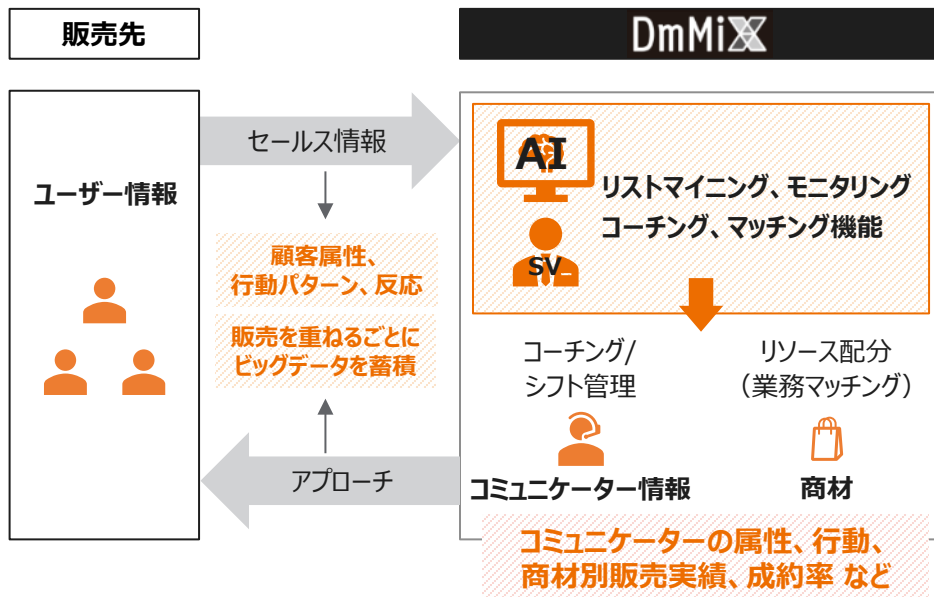 販売先
DmMiX
ユーザー情報
セールス情報
顧客属性、
行動パターン、反応
販売を重ねるごとに
ビッグデータを蓄積
アプローチ
AI
SV
リストマイニング、モニタリング
コーチング、マッチング機能
コーチング/
シフト管理
リソース配分
（業務マッチング）
コミュニケーター情報
商材
コミュニケーターの属性、行動、
商材別販売実績、成約率 など